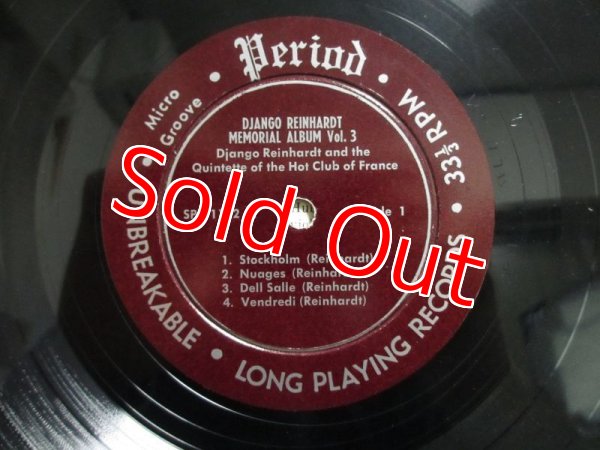 Period
Micro
Groove
UNBREAKABLE
LONG PLAYING RECORDS
33⅓ RPM
DJANGO REINHARDT
MEMORIAL ALBUM Vol. 3
Django Reinhardt and the
Quintette of the Hot Club of France
1
1. Stockholm (Reinhardt)
2. Nuages (Reinhardt)
3. Dell Salle (Reinhardt)
4. Vendredi (Reinhardt)
Sold Out